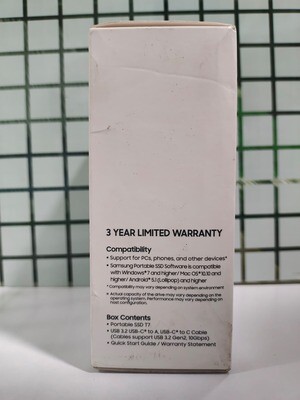 3 YEAR LIMITED WARRANTY
Compatibility
• Support for PCs, phones, and other devices*
• Samsung Portable SSD Software is compatible
with Windows® 7 and higher/ Mac OS® X10.10 and
higher/ Android™ 5.1 (Lollipop) and higher
* Compatibility may vary depending on system environment
* Actual capacity of the drive may vary depending on the
operating system. Performance may vary depending on
host configuration.
Box Contents
• Portable SSD T7
• USB 3.2 USB-C® to A, USB-C® to C Cable
(Cables support USB 3.2 Gen2, 10Gbps)
• Quick Start Guide / Warranty Statement